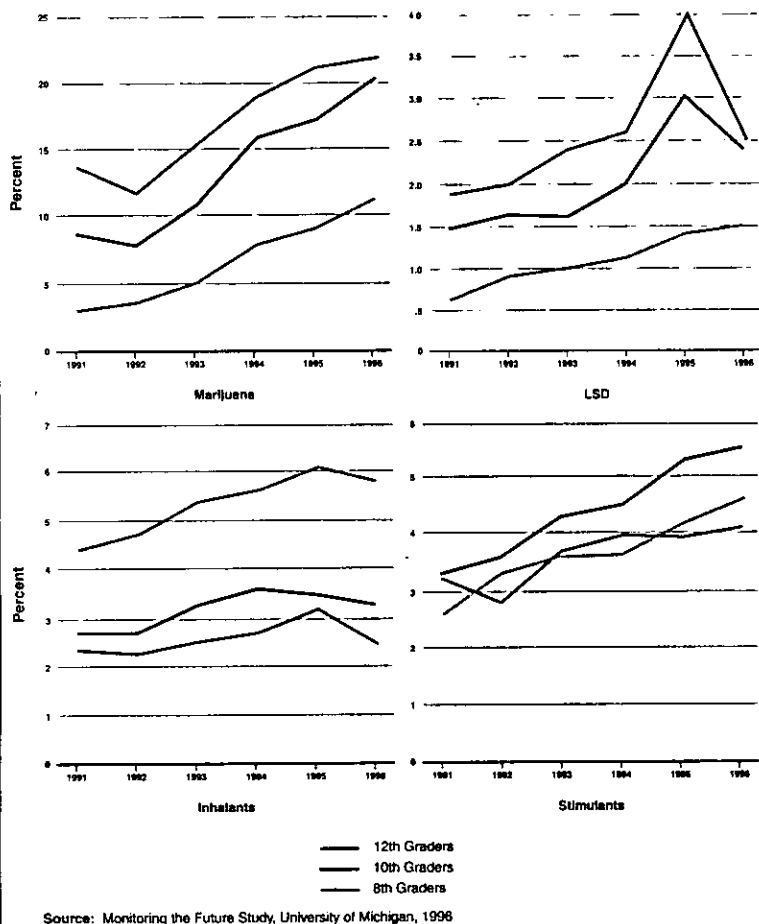 25
20
15
10
5
0
Percent
1991 1992 1993 1994 1995 1996
Marijuana
4.0
3.5
3.0
2.5
2.0
1.5
1.0
.5
0
1991 1992 1993 1994 1995 1996
LSD
7
6
5
4
3
2
1
0
Percent
1991 1992 1993 1994 1995 1996
Inhalants
6
5
4
3
2
1
0
1991 1992 1993 1994 1995 1996
Stimulants
12th Graders
10th Graders
8th Graders
Source: Monitoring the Future Study, University of Michigan, 1996